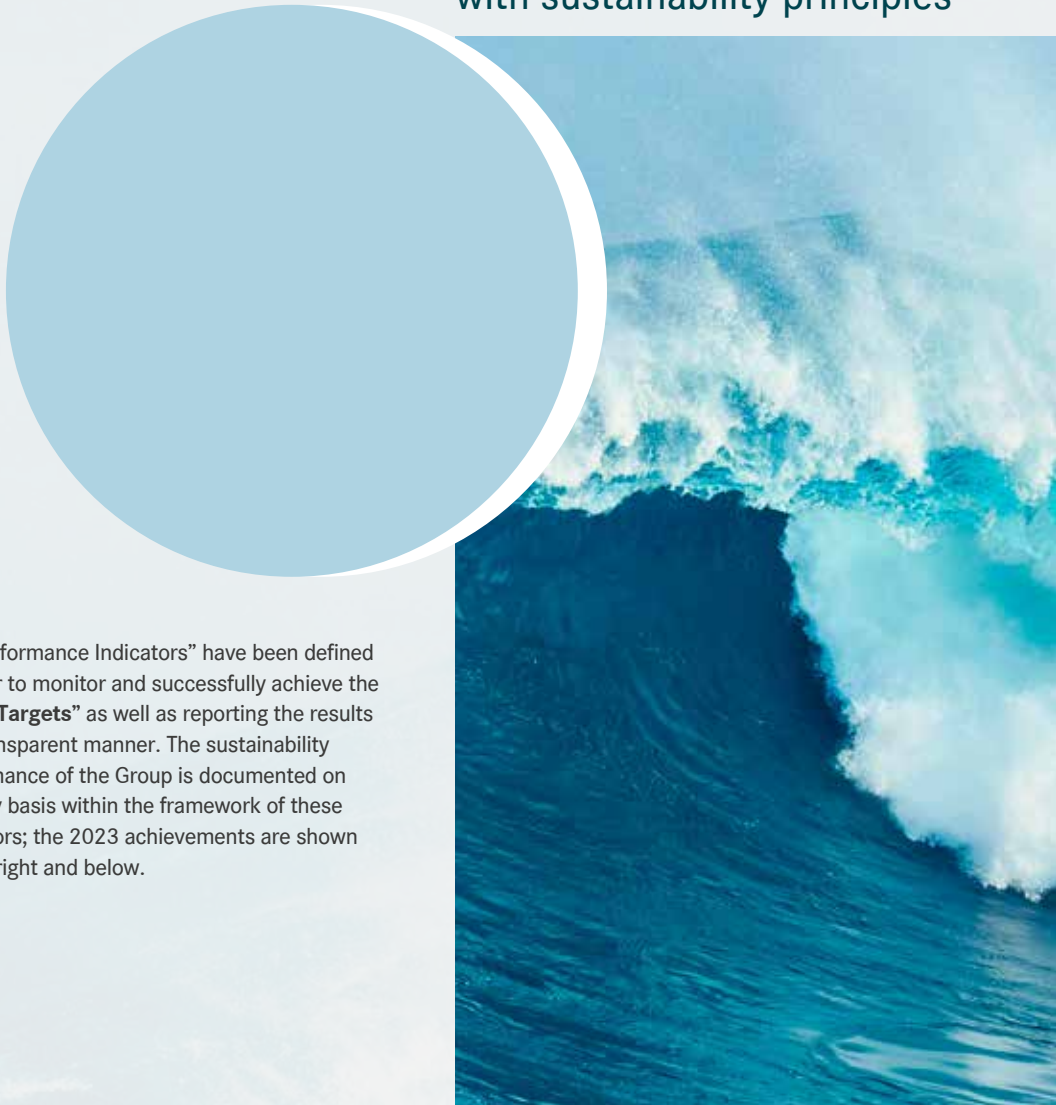 with sustainability principles
formance Indicators” have been defined
r to monitor and successfully achieve the
Targets” as well as reporting the results
nsparent manner. The sustainability
nance of the Group is documented on
y basis within the framework of these
ors; the 2023 achievements are shown
right and below.